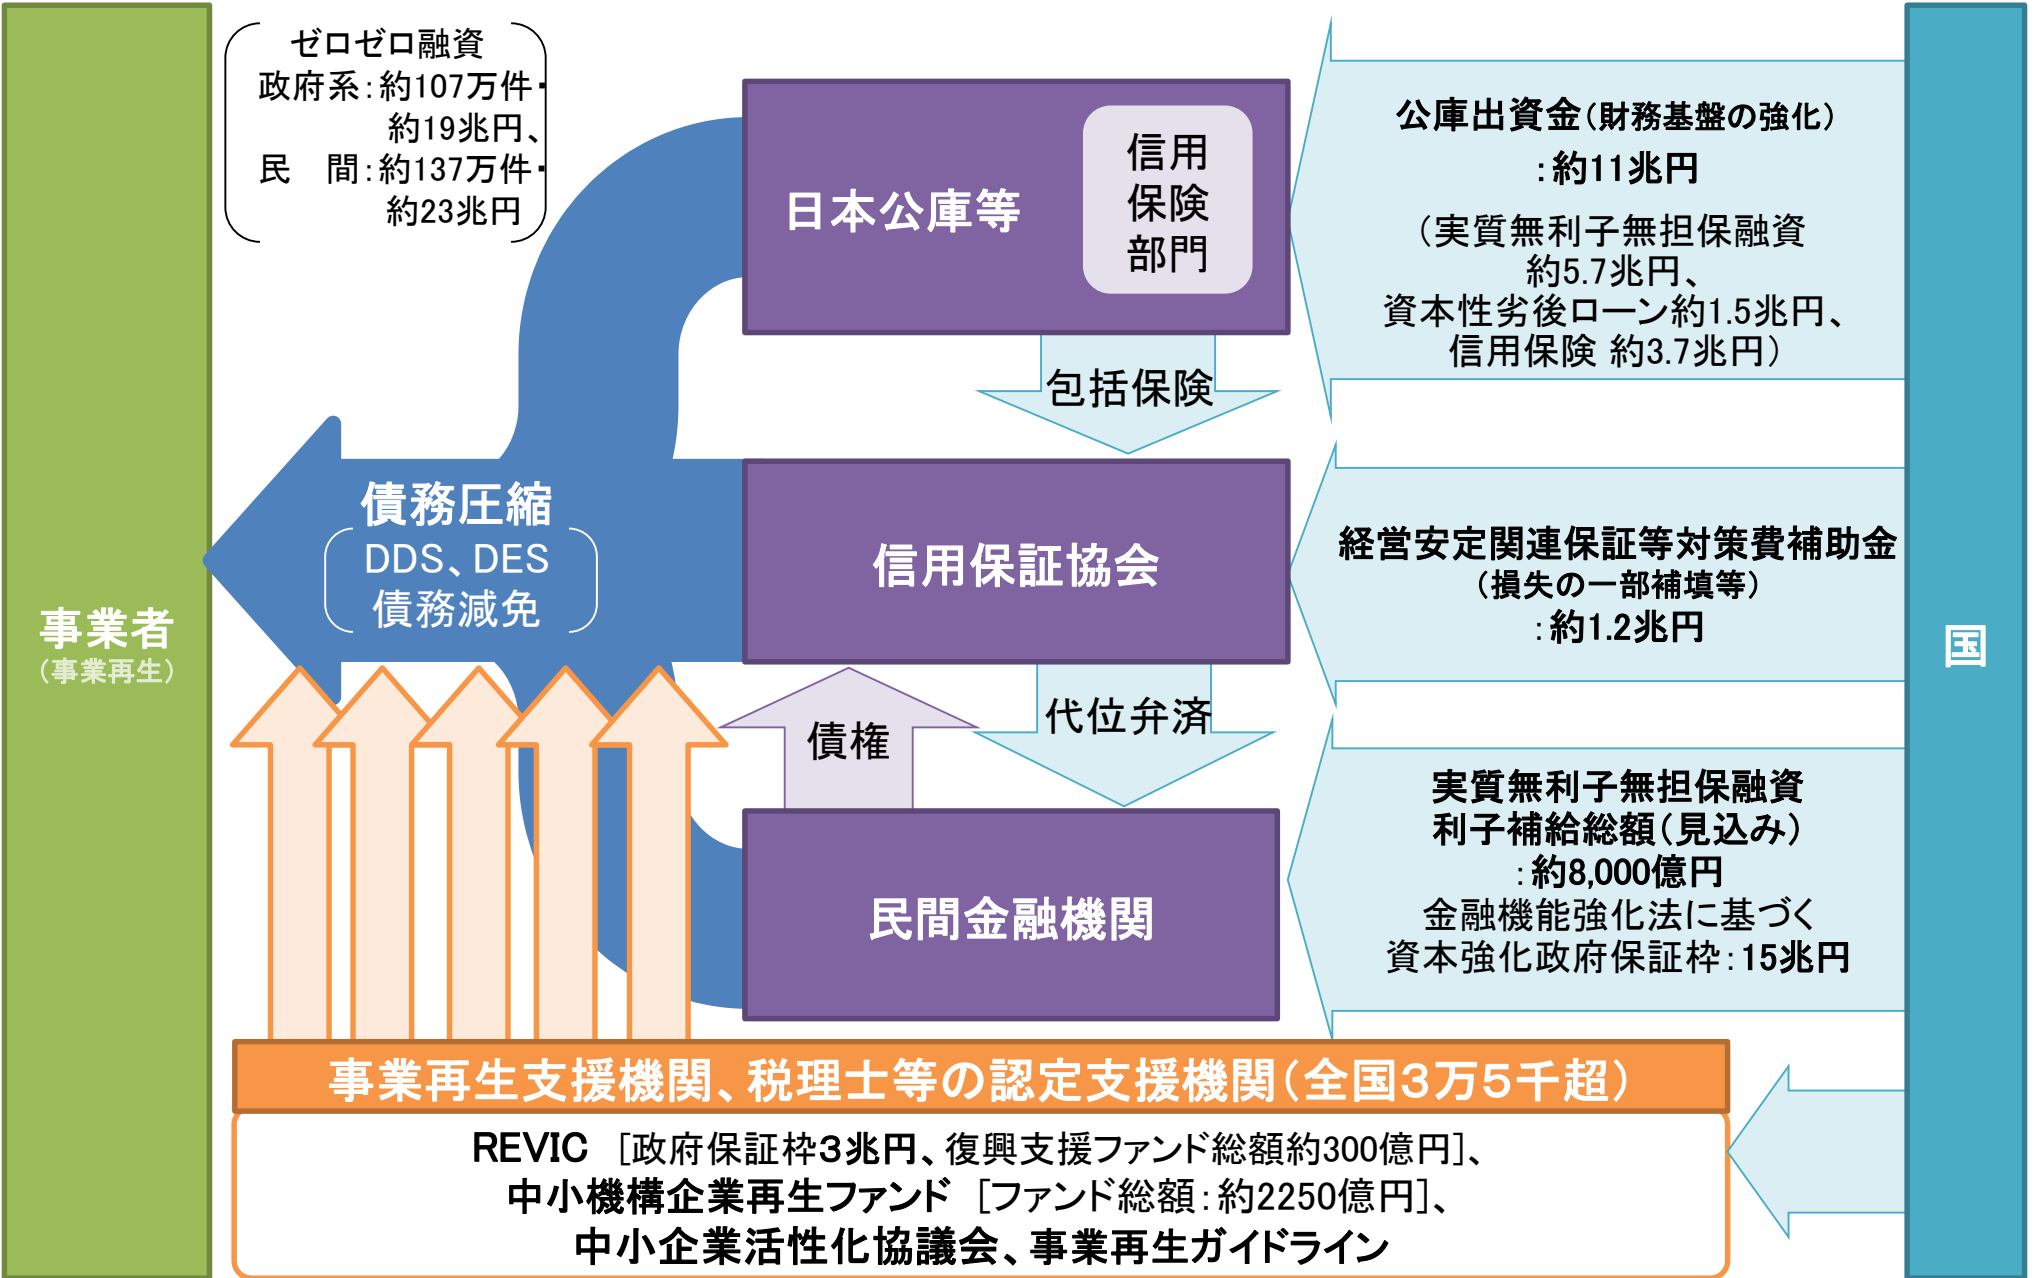 ゼロゼロ融資
政府系：約107万件・
約19兆円、
民　間：約137万件・
約23兆円
日本公庫等
信用
保険
部門
公庫出資金（財務基盤の強化）
：約11兆円
（実質無利子無担保融資
約5.7兆円、
資本性劣後ローン約1.5兆円、
信用保険 約3.7兆円）
包括保険
債務圧縮
DDS、DES
債務減免
信用保証協会
経営安定関連保証等対策費補助金
（損失の一部補填等）
：約1.2兆円
事業者
（事業再生）
国
債権
代位弁済
民間金融機関
実質無利子無担保融資
利子補給総額（見込み）
：約8,000億円
金融機能強化法に基づく
資本強化政府保証枠：15兆円
事業再生支援機関、税理士等の認定支援機関（全国３万５千超）
REVIC　[政府保証枠３兆円、復興支援ファンド総額約300億円]、
中小機構企業再生ファンド　[ファンド総額：約2250億円]、
中小企業活性化協議会、事業再生ガイドライン